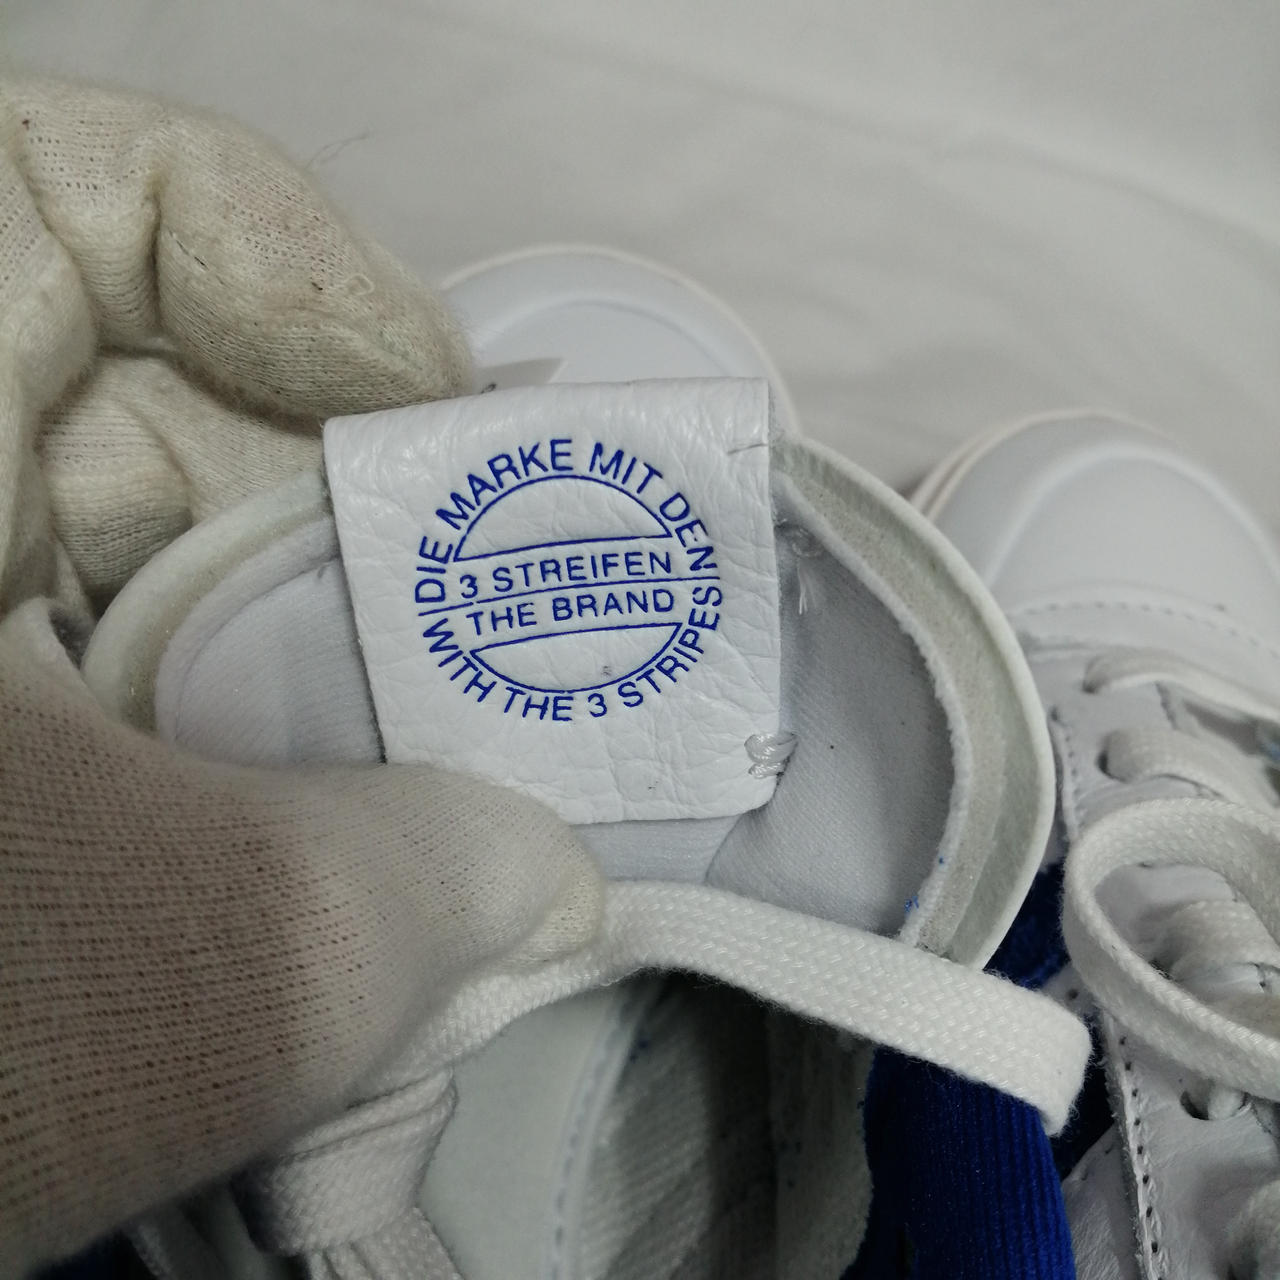 DIE MARKE MIT DEN
3 STREIFEN
THE BRAND
WITH THE 3 STRIPES